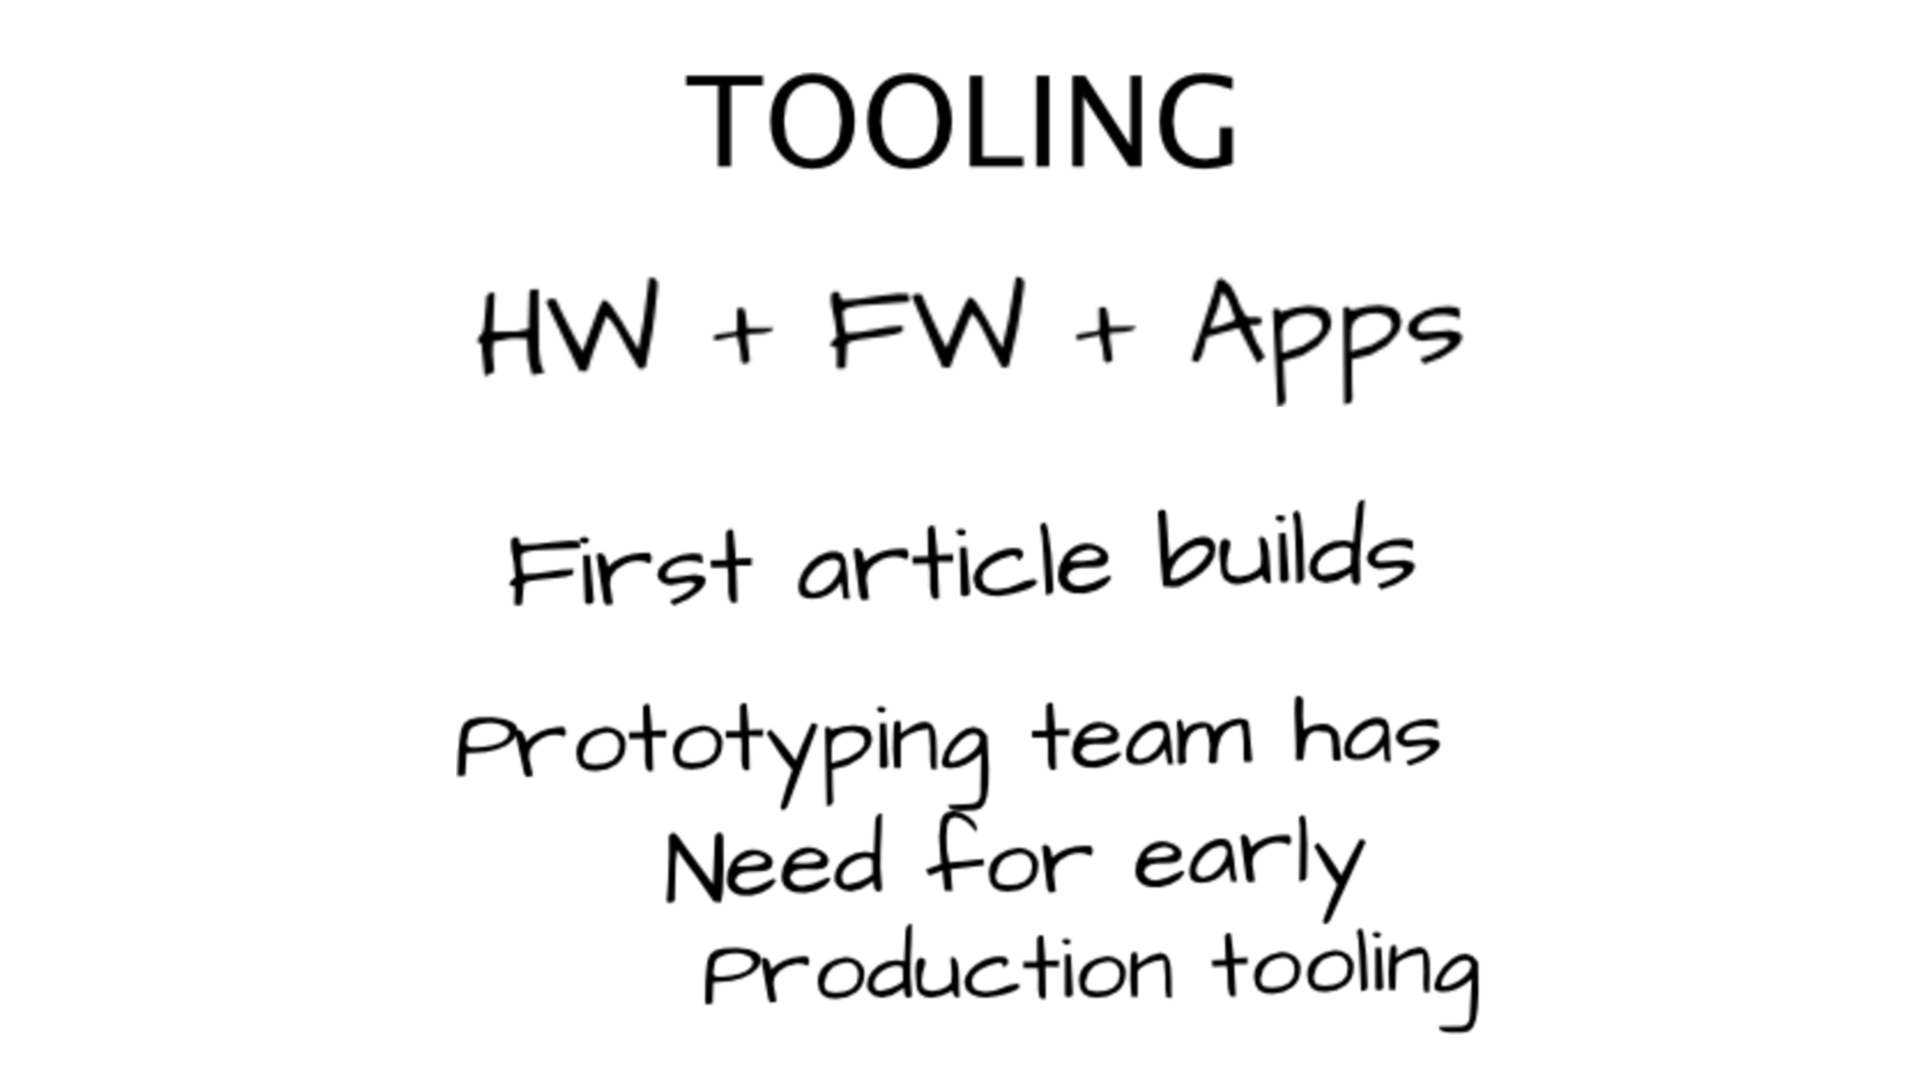 TOOLING
HW + FW + Apps
First article builds
Prototyping team has
Need for early
Production tooling